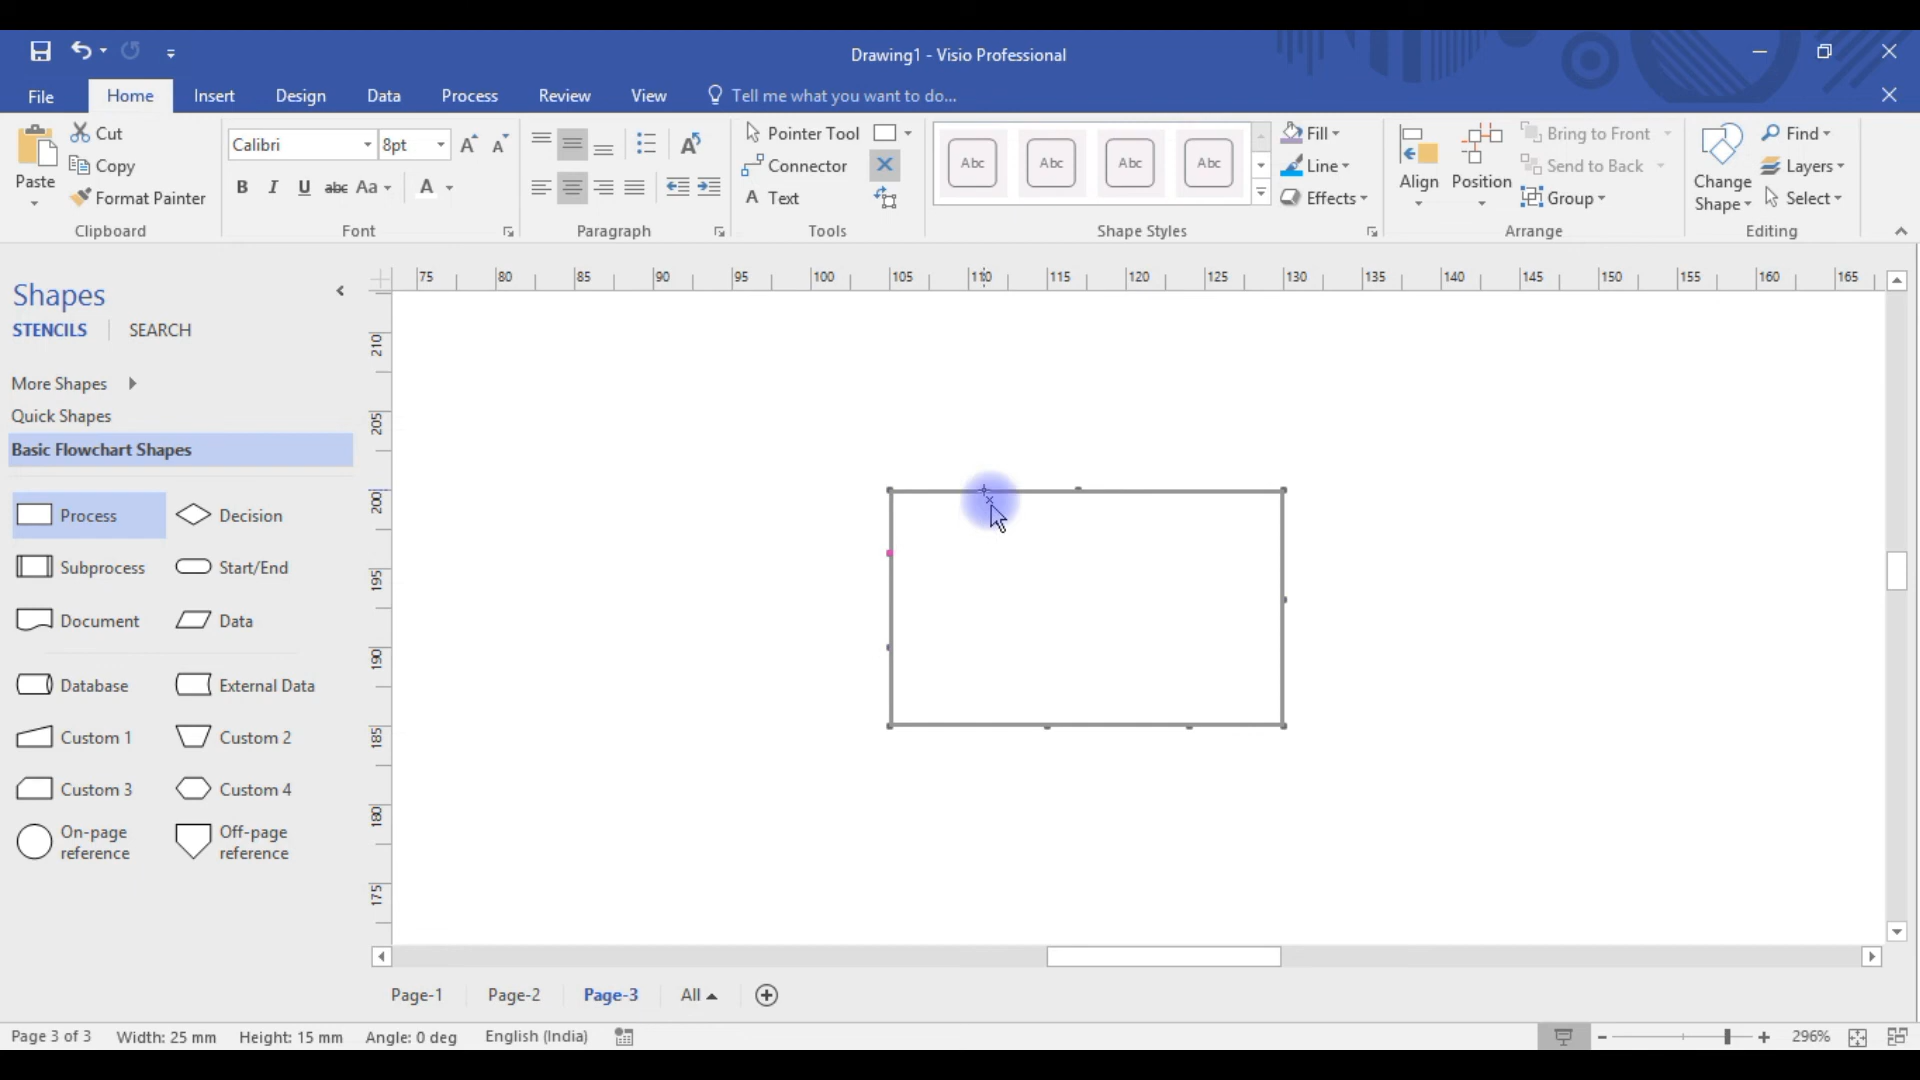 Drawing1 - Visio Professional
File Home Insert Design Data Process Review View Tell me what you want to do...
Paste Cut Copy Format Painter Clipboard
Calibri 8pt B I U abc Aa A Font
Paragraph
Pointer Tool Connector A Text Tools
Abc Abc Abc Abc Shape Styles
Fill Line Effects
Align Position Bring to Front Send to Back Group Arrange
Change Shape Find Layers Select Editing
Shapes
STENCILS SEARCH
More Shapes
Quick Shapes
Basic Flowchart Shapes
Process Decision
Subprocess Start/End
Document Data
Database External Data
Custom 1 Custom 2
Custom 3 Custom 4
On-page reference Off-page reference
75 80 85 90 95 100 105 110 115 120 125 130 135 140 145 150 155 160 165
210
205
200
195
190
185
180
175
Page-1 Page-2 Page-3 All
Page 3 of 3 Width: 25 mm Height: 15 mm Angle: 0 deg English (India) 296%